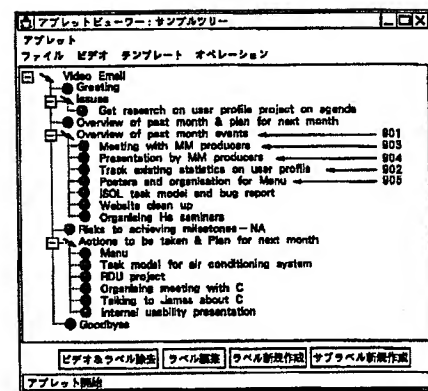 アプレットビューワー：サンプルツリー
アプレット
ファイル ビデオ テンプレート オペレーション
Video Email
Greeting
Issues
Get research on user profile project on agenda
Overview of past month & plan for next month
Overview of past month events 901
Meeting with MM producers 903
Presentation by MM producers 904
Track existing statistics on user profile 902
Posters and organisation for Menu 905
ISOL task model and bug report
Website clean up
Organising He seminars
Risks to achieving milestones-NA
Actions to be taken & Plan for next month
Menu
Task model for air conditioning system
RDU project
Organising meeting with C
Talking to James about C
Internal usability presentation
Goodbyes
ビデオ&ラベル除去 ラベル編集 ラベル新規作成 サブラベル新規作成
アプレット開始